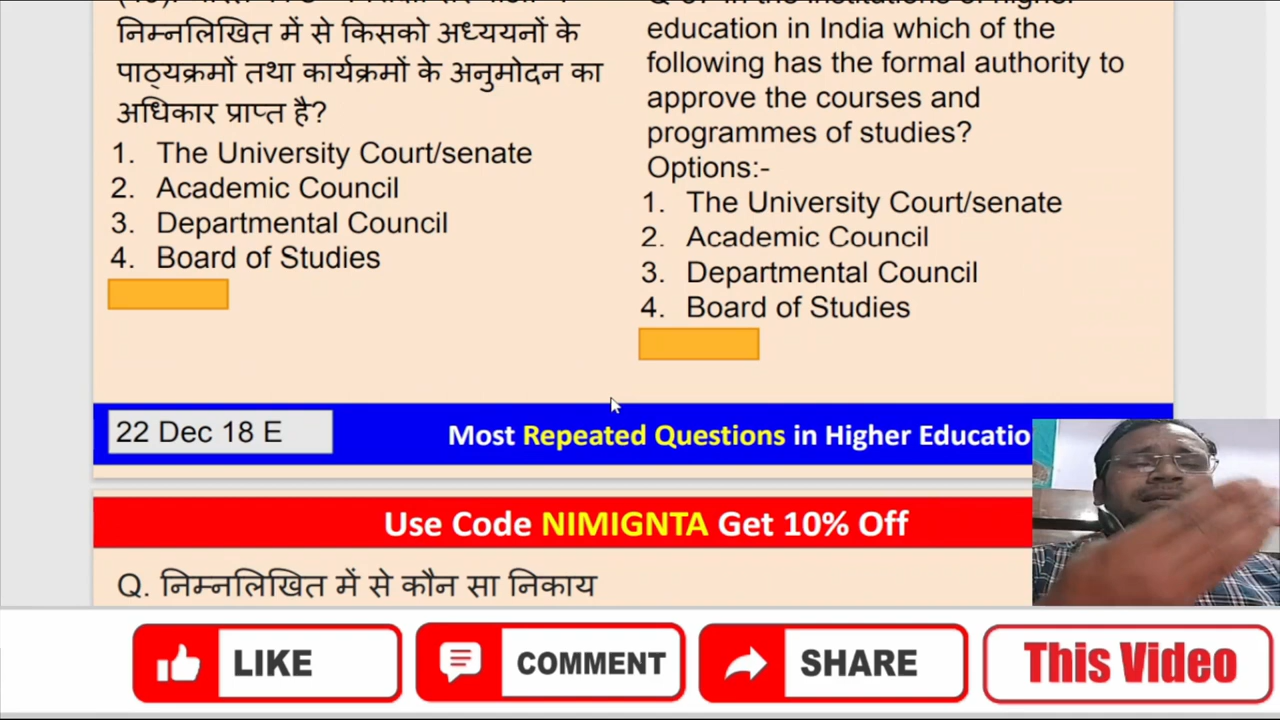 निम्नलिखित में से किसको अध्ययनों के
पाठ्यक्रमों तथा कार्यक्रमों के अनुमोदन का
अधिकार प्राप्त है?
1. The University Court/senate
2. Academic Council
3. Departmental Council
4. Board of Studies
education in India which of the
following has the formal authority to
approve the courses and
programmes of studies?
Options:-
1. The University Court/senate
2. Academic Council
3. Departmental Council
4. Board of Studies
22 Dec 18 E
Most Repeated Questions in Higher Educatio
Use Code NIMIGNTA Get 10% Off
Q. निम्नलिखित में से कौन सा निकाय
LIKE
COMMENT
SHARE
This Video